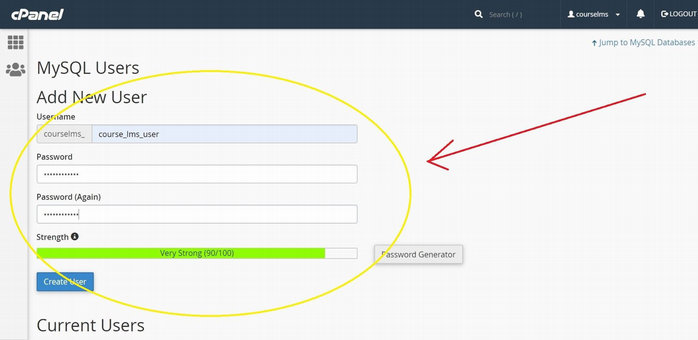 cPanel
Search ( / )
courselms
LOGOUT
Jump to MySQL Databases
MySQL Users
Add New User
Username
courselms_ course_lms_user
Password
Password (Again)
Strength
Very Strong (90/100)
Password Generator
Create User
Current Users